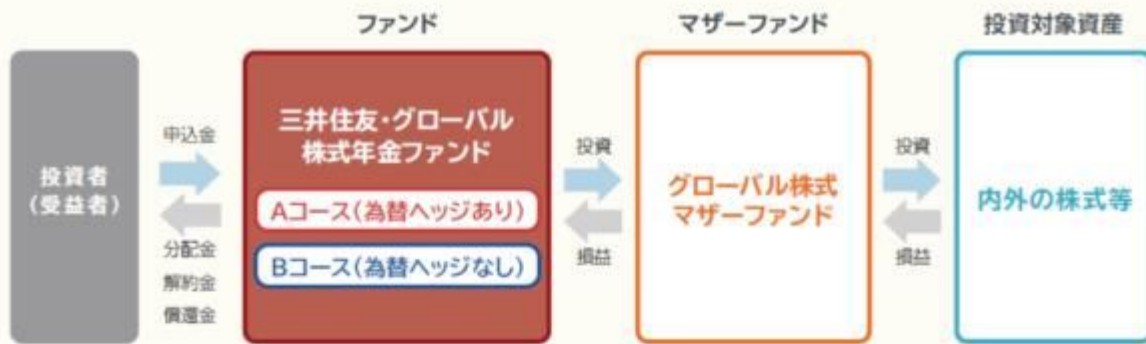 ファンド
マザーファンド
投資対象資産
投資者
(受益者)
申込金
分配金
解約金
償還金
三井住友・グローバル
株式年金ファンド
Aコース(為替ヘッジあり)
Bコース(為替ヘッジなし)
投資
損益
グローバル株式
マザーファンド
投資
損益
内外の株式等